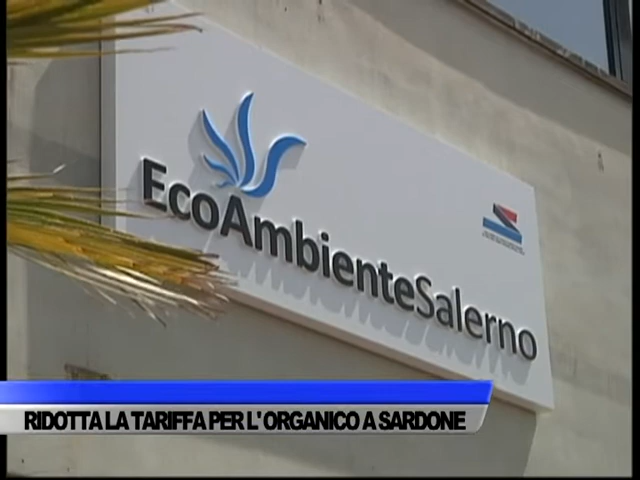 EcoAmbienteSalerno
RIDOTTA LA TARIFFA PER L'ORGANICO A SARDONE